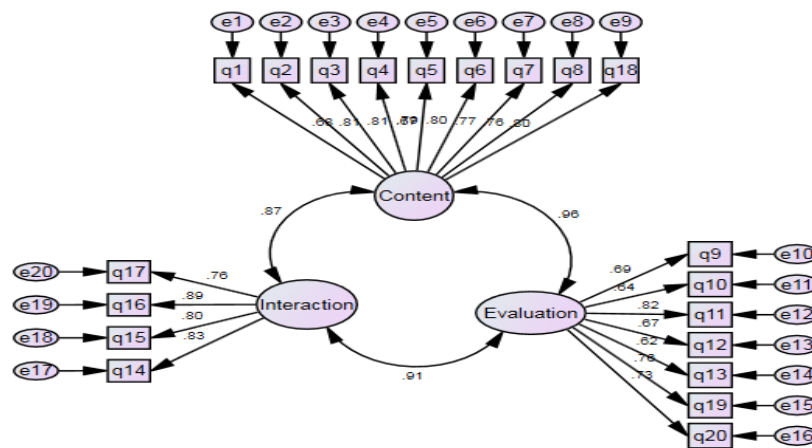 e1 e2 e3 e4 e5 e6 e7 e8 e9
q1 q2 q3 q4 q5 q6 q7 q8 q18
.68 .81 .81 .80 .77 .76 .80
Content
.87
.96
e20 q17 .76
e19 q16 .89
e18 q15 .80
e17 q14 .83
Interaction
Evaluation
.69 q9 e10
.64 q10 e11
.82 q11 e12
.67 q12 e13
.62 q13 e14
.76 q19 e15
.73 q20 e16
.91